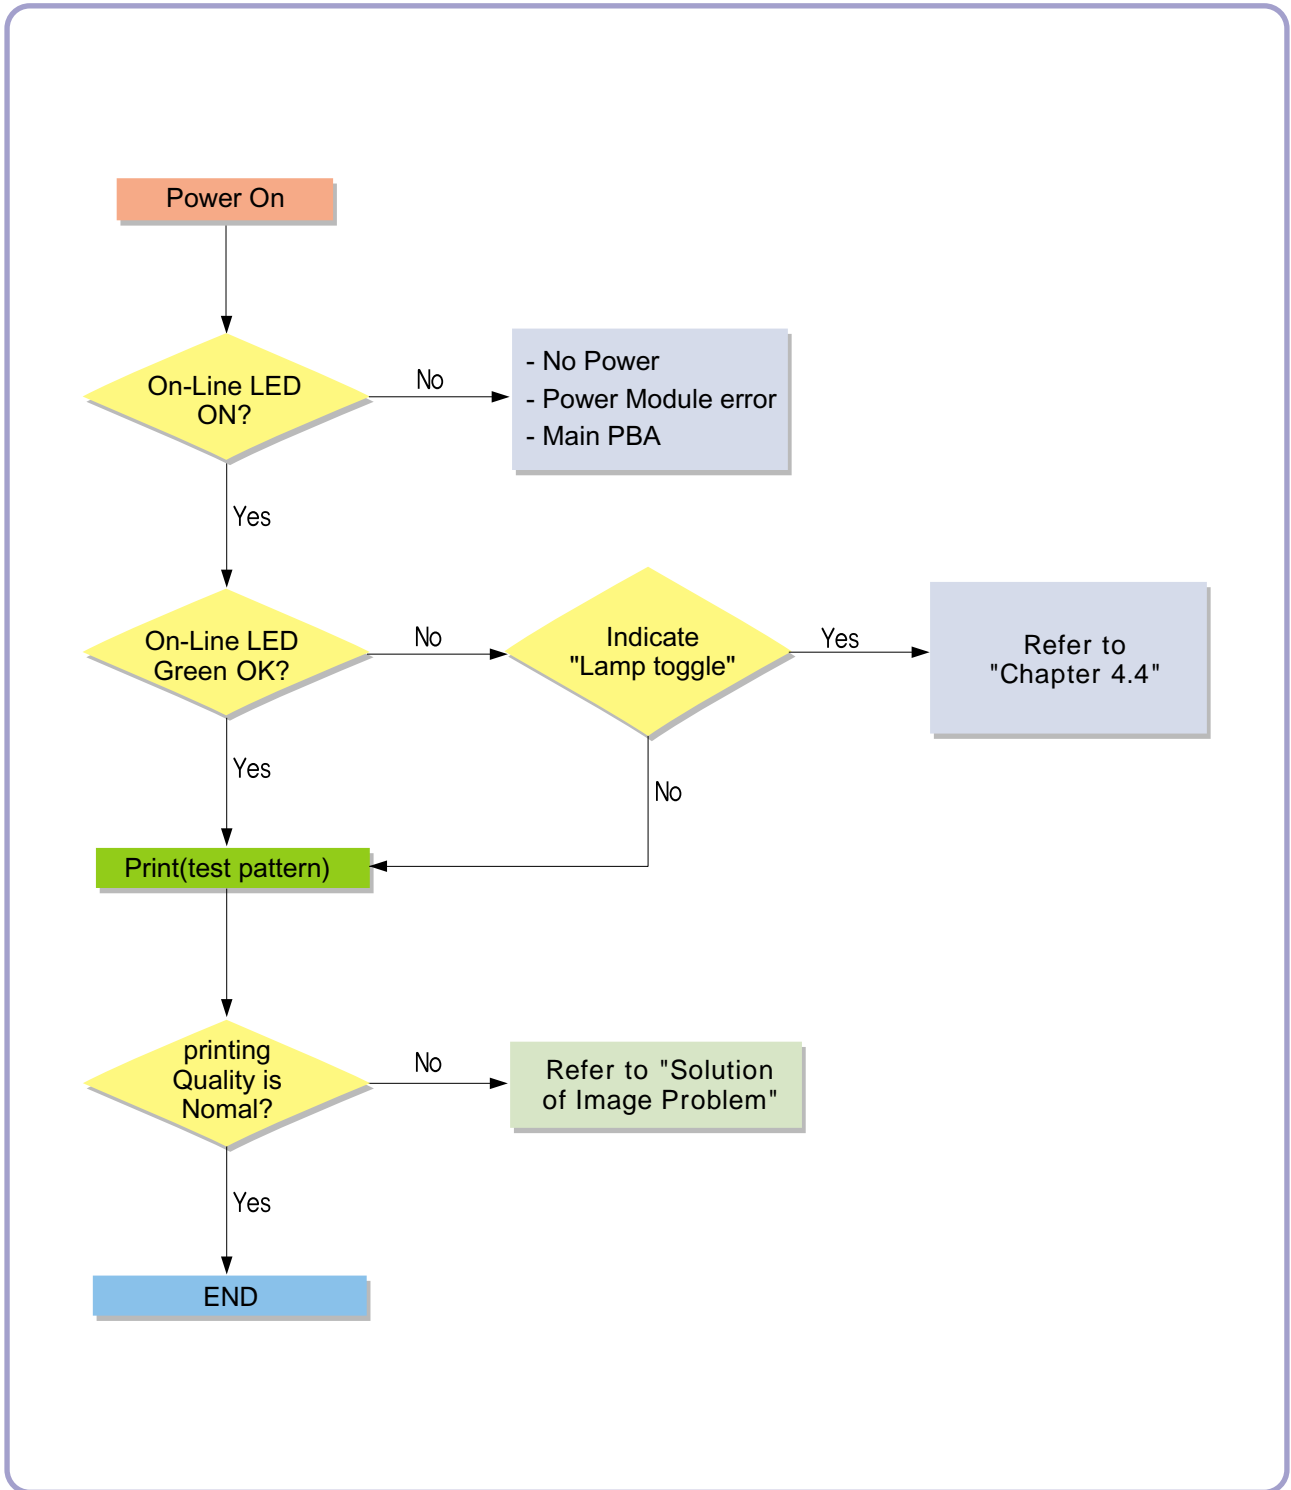 Power On
On-Line LED
ON?
No
- No Power
- Power Module error
- Main PBA
Yes
On-Line LED
Green OK?
No
Indicate
"Lamp toggle"
Yes
Refer to
"Chapter 4.4"
Yes
No
Print(test pattern)
printing
Quality is
Nomal?
No
Refer to "Solution
of Image Problem"
Yes
END